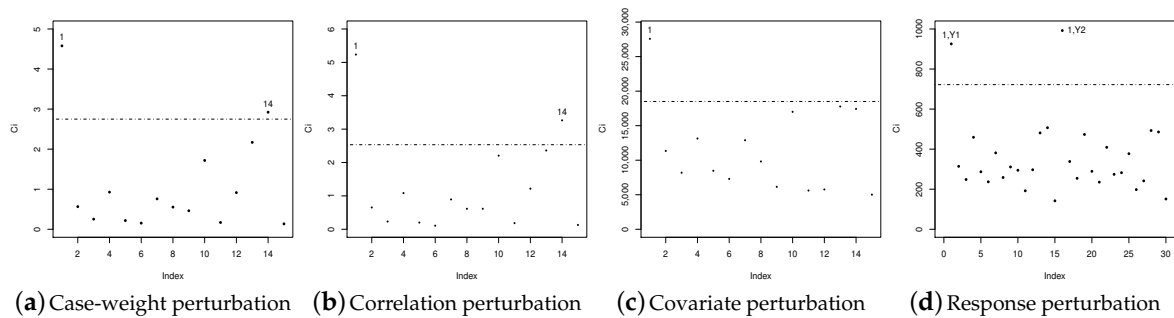 0 1 2 3 4 5
Ci
2 4 6 8 10 12 14
Index
1
14
(a) Case-weight perturbation
0 1 2 3 4 5 6
Ci
2 4 6 8 10 12 14
Index
1
14
(b) Correlation perturbation
0 5,000 10,000 15,000 20,000 25,000 30,000
Ci
2 4 6 8 10 12 14
Index
1
(c) Covariate perturbation
0 200 400 600 800 1000
Ci
0 5 10 15 20 25 30
Index
1,Y1
1,Y2
(d) Response perturbation